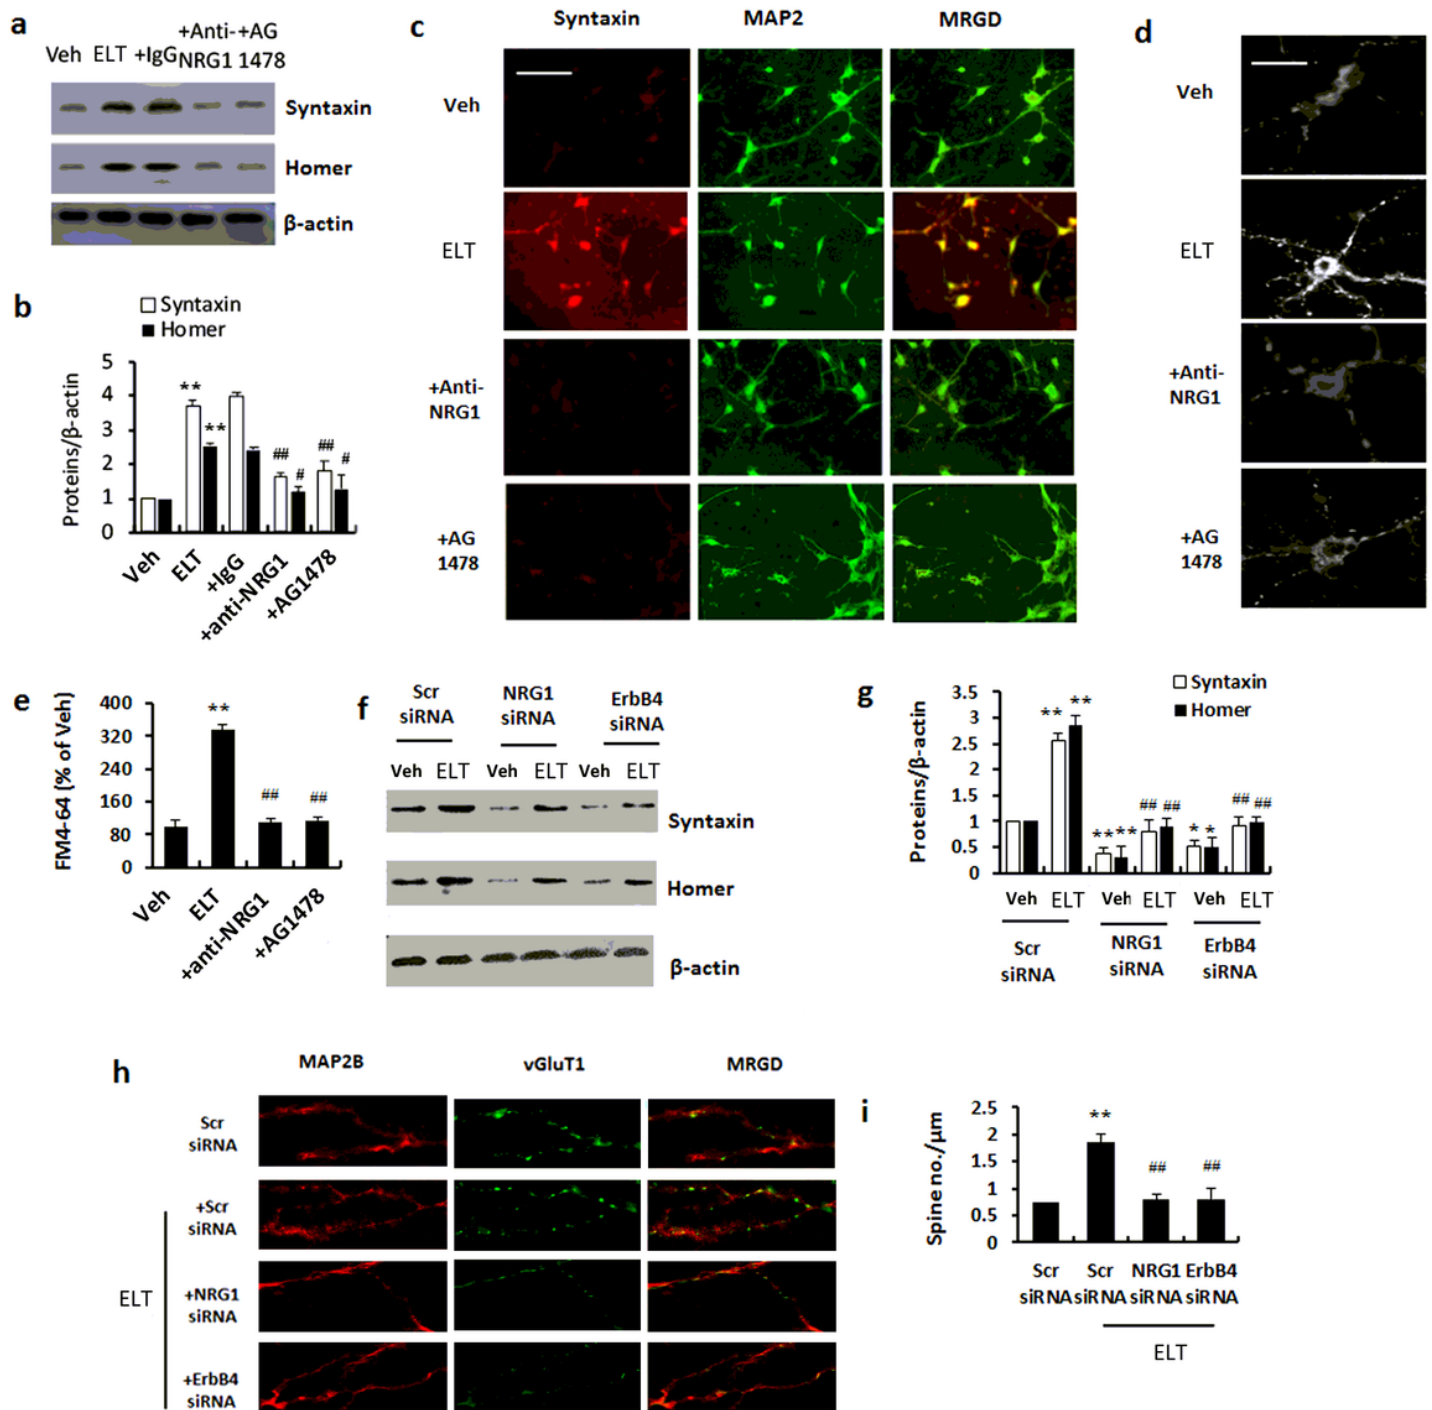 a
Veh ELT +IgG +Anti-NRG1 +AG 1478
Syntaxin
Homer
β-actin
b
Syntaxin
Homer
Proteins/β-actin
5
4
3
2
1
0
**
**
##
#
##
#
Veh
ELT
+IgG
+anti-NRG1
+AG1478
c
Syntaxin MAP2 MRGD
Veh
ELT
+Anti-
NRG1
+AG
1478
d
Veh
ELT
+Anti-
NRG1
+AG
1478
e
FM4-64 (% of Veh)
400
320
240
160
80
0
**
##
##
Veh
ELT
+anti-NRG1
+AG1478
f
Scr
siRNA
NRG1
siRNA
ErbB4
siRNA
Veh ELT Veh ELT Veh ELT
Syntaxin
Homer
β-actin
g
Syntaxin
Homer
Proteins/β-actin
3.5
3
2.5
2
1.5
1
0.5
0
**
**
**
**
##
##
*
*
##
##
Veh ELT Veh ELT Veh ELT
Scr
siRNA
NRG1
siRNA
ErbB4
siRNA
h
MAP2B vGluT1 MRGD
Scr
siRNA
+Scr
siRNA
+NRG1
siRNA
+ErbB4
siRNA
ELT
i
Spine no./μm
2.5
2
1.5
1
0.5
0
**
##
##
Scr Scr NRG1 ErbB4
siRNA siRNA siRNA siRNA
ELT